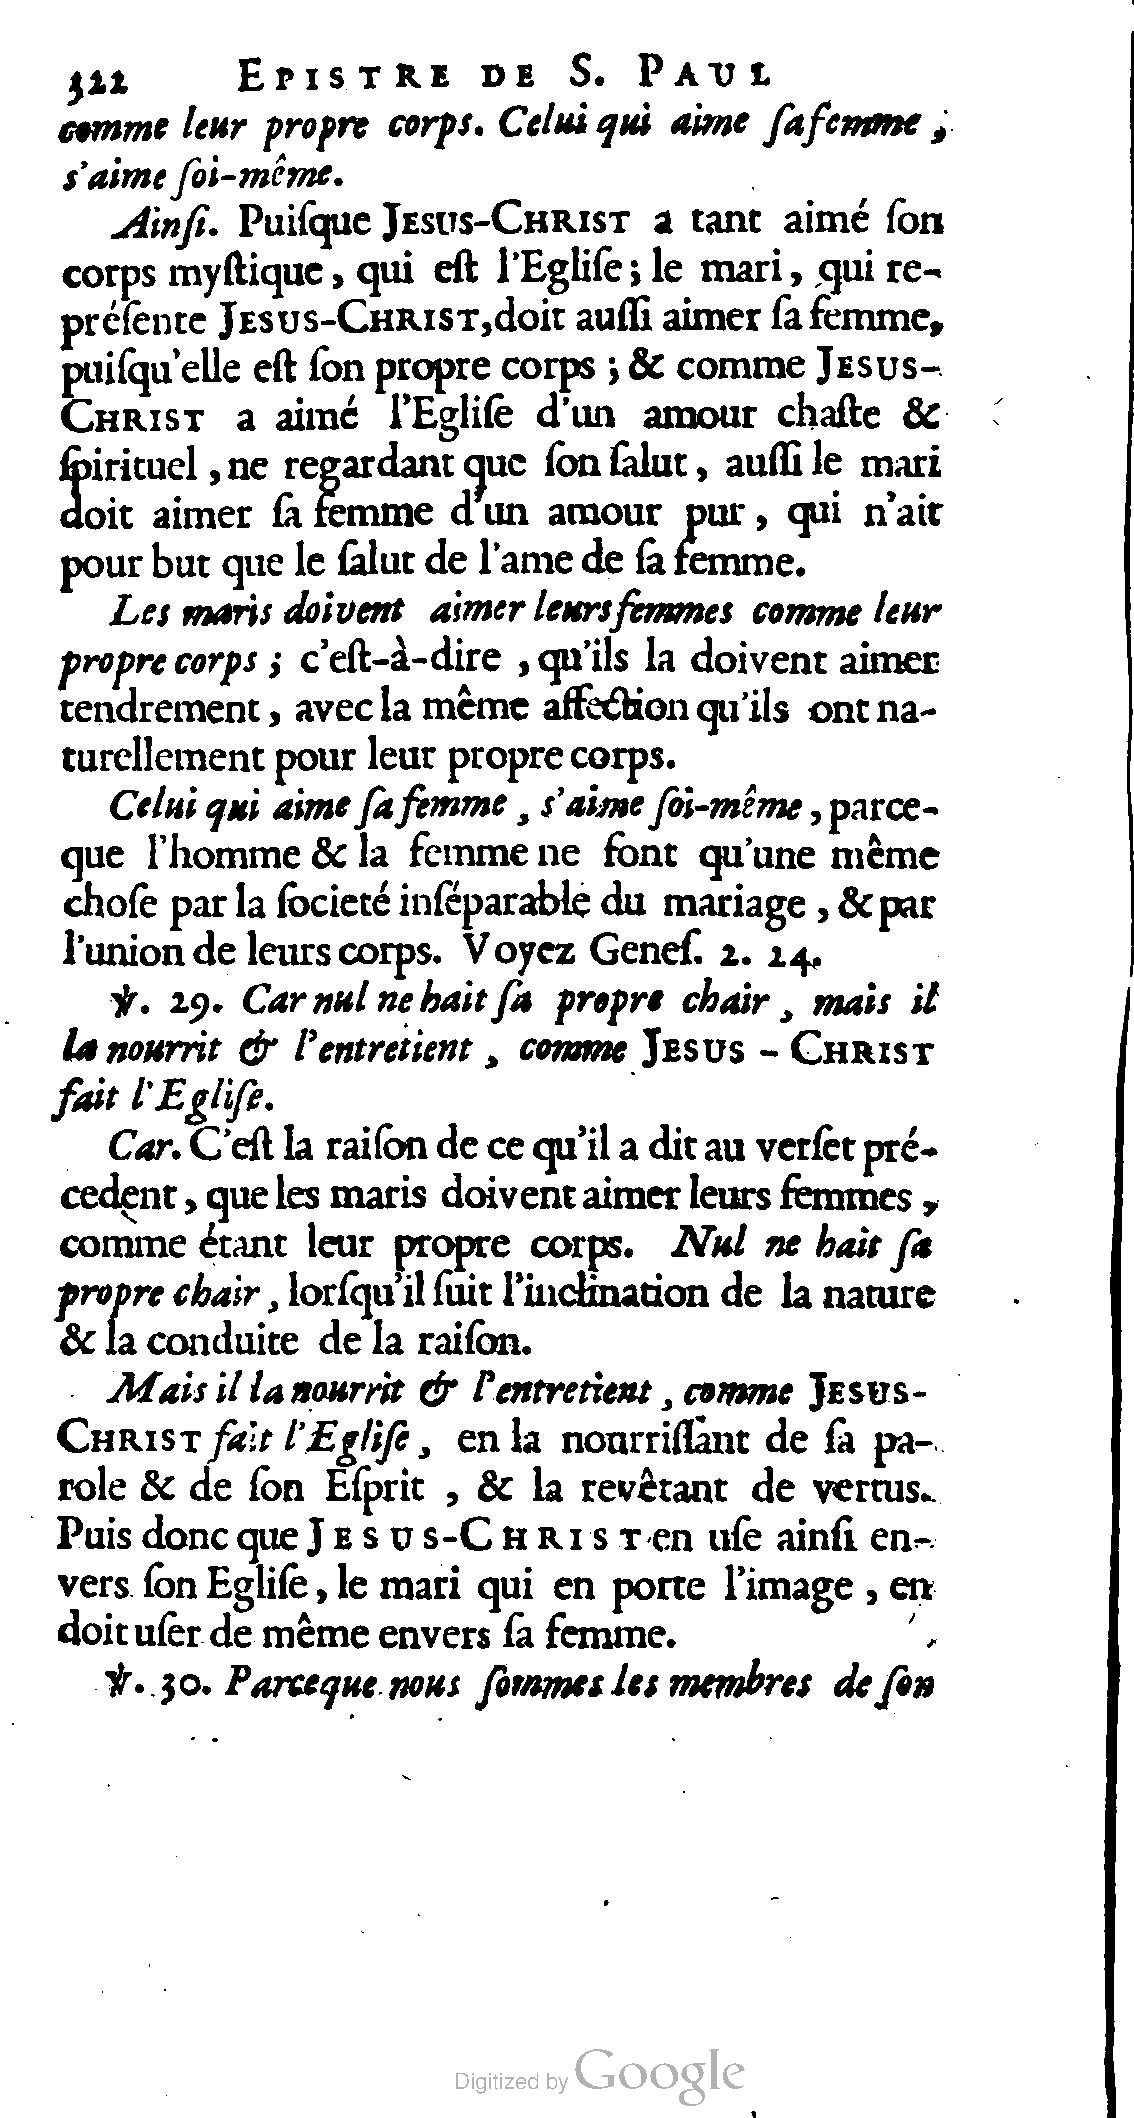 322 EPISTRE DE S. PAUL
comme leur propre corps. Celui qui aime ſa femme,
s'aime ſoi-même.
Ainſi. Puiſque JESUS-CHRIST a tant aimé ſon
corps myſtique, qui eſt l'Egliſe; le mari, qui re-
préſente JESUS-CHRIST, doit auſſi aimer ſa femme,
puiſqu'elle eſt ſon propre corps; & comme JESUS-
CHRIST a aimé l'Egliſe d'un amour chaſte &
ſpirituel, ne regardant que ſon ſalut, auſſi le mari
doit aimer ſa femme d'un amour pur, qui n'ait
pour but que le ſalut de l'ame de ſa femme.
Les maris doivent aimer leurs femmes comme leur
propre corps; c'eſt-à-dire, qu'ils la doivent aimer
tendrement, avec la même affection qu'ils ont na-
turellement pour leur propre corps.
Celui qui aime ſa femme, s'aime ſoi-même, parce-
que l'homme & la femme ne font qu'une même
choſe par la ſocieté inſéparable du mariage, & par
l'union de leurs corps. Voyez Geneſ. 2. 24.
℣. 29. Car nul ne hait ſa propre chair, mais il
la nourrit & l'entretient, comme JESUS-CHRIST
fait l'Egliſe.
Car. C'eſt la raiſon de ce qu'il a dit au verſet pré-
cedent, que les maris doivent aimer leurs femmes,
comme étant leur propre corps. Nul ne hait ſa
propre chair, lorſqu'il ſuit l'inclination de la nature
& la conduite de la raiſon.
Mais il la nourrit & l'entretient, comme JESUS-
CHRIST fait l'Egliſe, en la nourriſſant de ſa pa-
role & de ſon Eſprit, & la revêtant de vertus.
Puis donc que JESUS-CHRIST en uſe ainſi en-
vers ſon Egliſe, le mari qui en porte l'image, en
doit uſer de même envers ſa femme.
℣. 30. Parceque nous ſommes les membres de ſon
Digitized by Google